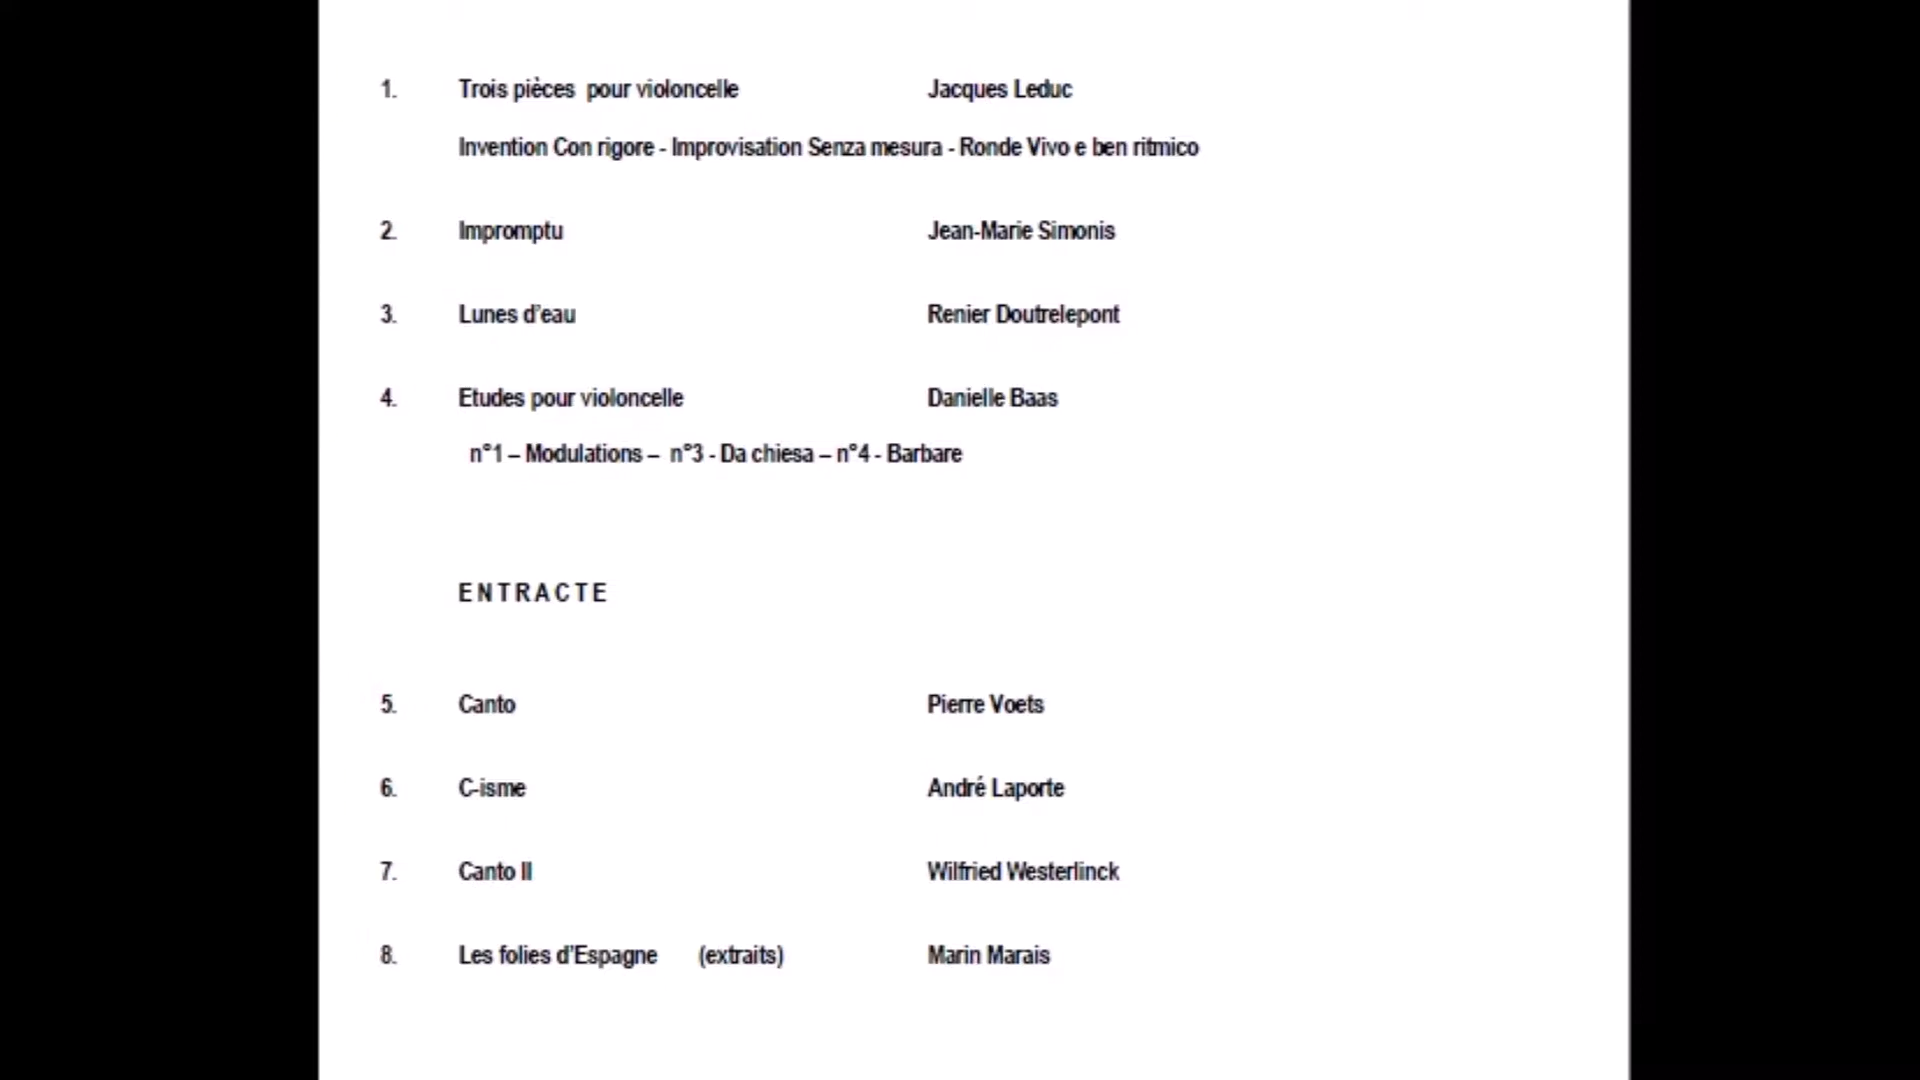 1. Trois pièces pour violoncelle Jacques Leduc
Invention Con rigore - Improvisation Senza mesura - Ronde Vivo e ben ritmico
2. Impromptu Jean-Marie Simonis
3. Lunes d’eau Renier Doutrelepont
4. Etudes pour violoncelle Danielle Baas
n°1 – Modulations – n°3 - Da chiesa – n°4 - Barbare
ENTRACTE
5. Canto Pierre Voets
6. C-isme André Laporte
7. Canto II Wilfried Westerlinck
8. Les folies d’Espagne (extraits) Marin Marais